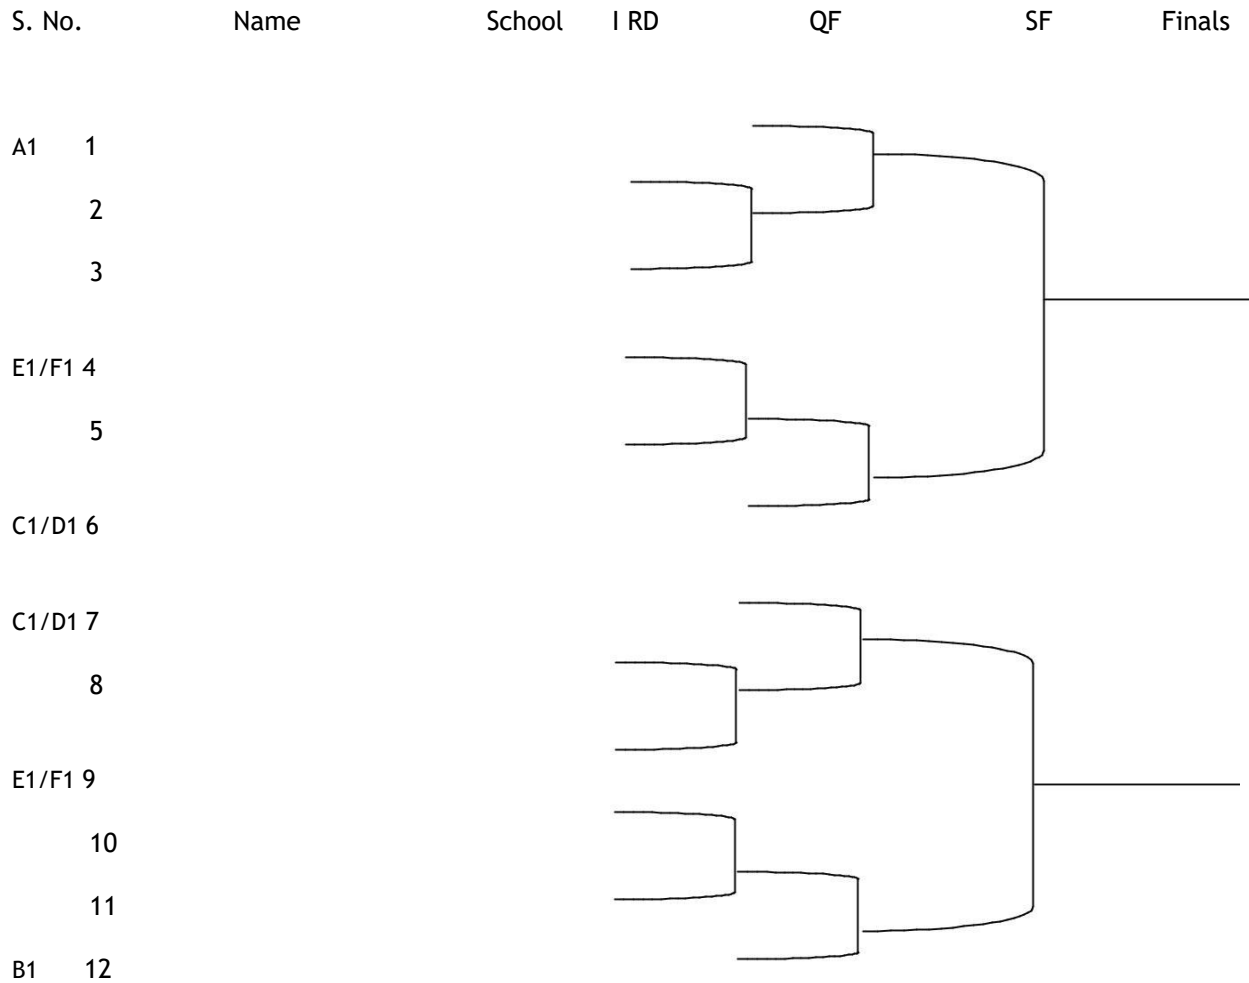 S. No. Name School I RD QF SF Finals
A1 1
2
3
E1/F1 4
5
C1/D1 6
C1/D1 7
8
E1/F1 9
10
11
B1 12